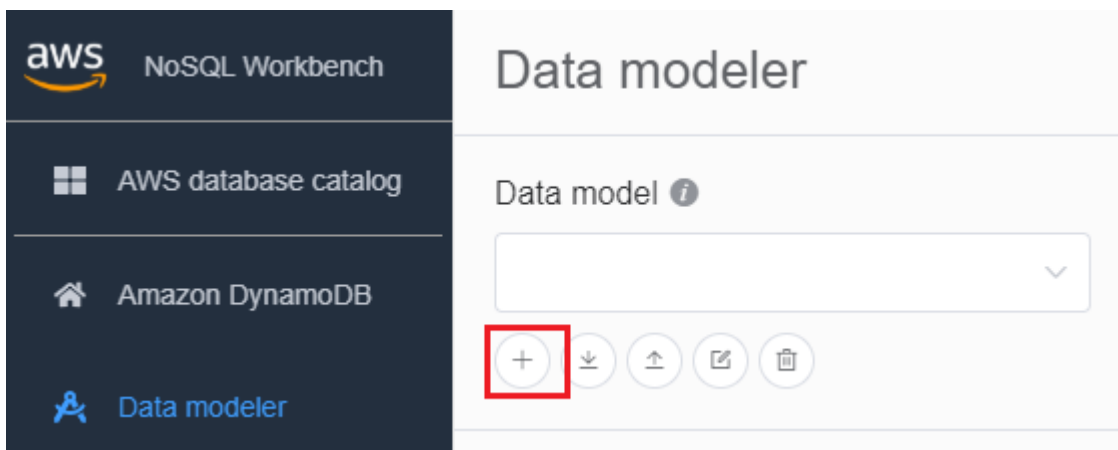 aws
NoSQL Workbench
AWS database catalog
Amazon DynamoDB
Data modeler
Data modeler
Data model